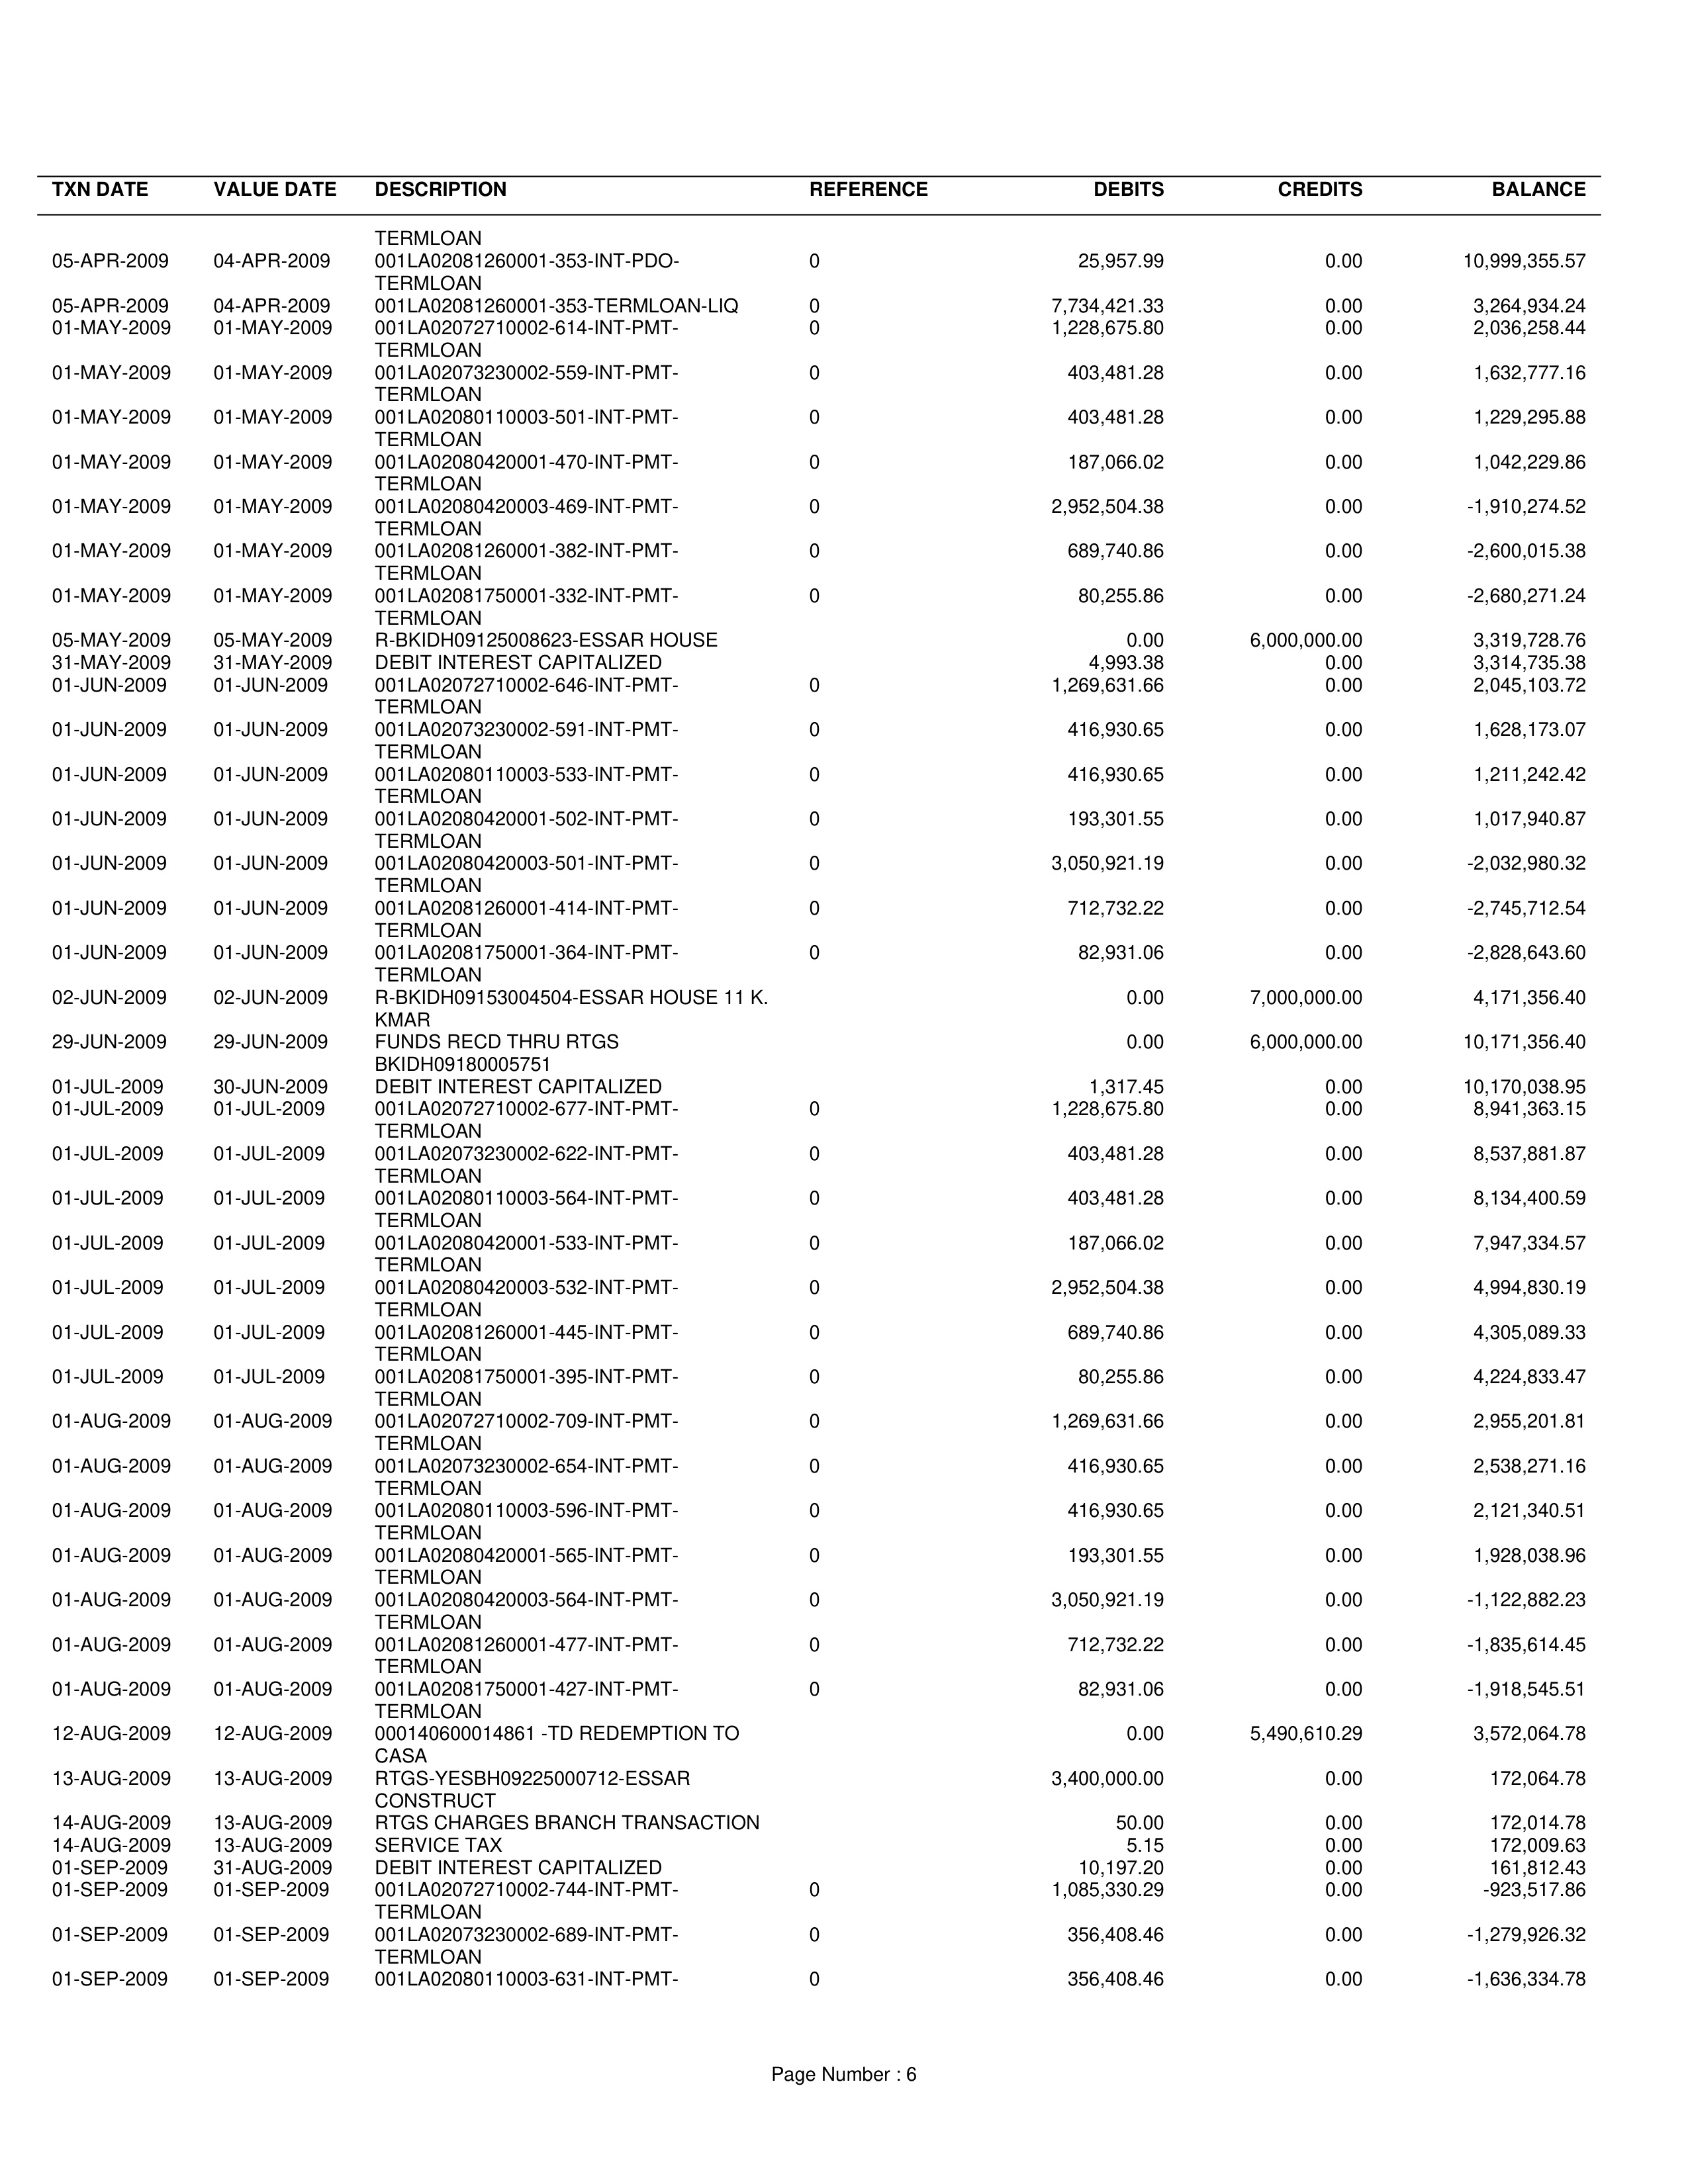 TXN DATE VALUE DATE DESCRIPTION REFERENCE DEBITS CREDITS BALANCE
TERMLOAN
05-APR-2009 04-APR-2009 001LA02081260001-353-INT-PDO- 0 25,957.99 0.00 10,999,355.57
TERMLOAN
05-APR-2009 04-APR-2009 001LA02081260001-353-TERMLOAN-LIQ 0 7,734,421.33 0.00 3,264,934.24
01-MAY-2009 01-MAY-2009 001LA02072710002-614-INT-PMT- 0 1,228,675.80 0.00 2,036,258.44
TERMLOAN
01-MAY-2009 01-MAY-2009 001LA02073230002-559-INT-PMT- 0 403,481.28 0.00 1,632,777.16
TERMLOAN
01-MAY-2009 01-MAY-2009 001LA02080110003-501-INT-PMT- 0 403,481.28 0.00 1,229,295.88
TERMLOAN
01-MAY-2009 01-MAY-2009 001LA02080420001-470-INT-PMT- 0 187,066.02 0.00 1,042,229.86
TERMLOAN
01-MAY-2009 01-MAY-2009 001LA02080420003-469-INT-PMT- 0 2,952,504.38 0.00 -1,910,274.52
TERMLOAN
01-MAY-2009 01-MAY-2009 001LA02081260001-382-INT-PMT- 0 689,740.86 0.00 -2,600,015.38
TERMLOAN
01-MAY-2009 01-MAY-2009 001LA02081750001-332-INT-PMT- 0 80,255.86 0.00 -2,680,271.24
TERMLOAN
05-MAY-2009 05-MAY-2009 R-BKIDH09125008623-ESSAR HOUSE 0.00 6,000,000.00 3,319,728.76
31-MAY-2009 31-MAY-2009 DEBIT INTEREST CAPITALIZED 4,993.38 0.00 3,314,735.38
01-JUN-2009 01-JUN-2009 001LA02072710002-646-INT-PMT- 0 1,269,631.66 0.00 2,045,103.72
TERMLOAN
01-JUN-2009 01-JUN-2009 001LA02073230002-591-INT-PMT- 0 416,930.65 0.00 1,628,173.07
TERMLOAN
01-JUN-2009 01-JUN-2009 001LA02080110003-533-INT-PMT- 0 416,930.65 0.00 1,211,242.42
TERMLOAN
01-JUN-2009 01-JUN-2009 001LA02080420001-502-INT-PMT- 0 193,301.55 0.00 1,017,940.87
TERMLOAN
01-JUN-2009 01-JUN-2009 001LA02080420003-501-INT-PMT- 0 3,050,921.19 0.00 -2,032,980.32
TERMLOAN
01-JUN-2009 01-JUN-2009 001LA02081260001-414-INT-PMT- 0 712,732.22 0.00 -2,745,712.54
TERMLOAN
01-JUN-2009 01-JUN-2009 001LA02081750001-364-INT-PMT- 0 82,931.06 0.00 -2,828,643.60
TERMLOAN
02-JUN-2009 02-JUN-2009 R-BKIDH09153004504-ESSAR HOUSE 11 K. 0.00 7,000,000.00 4,171,356.40
KMAR
29-JUN-2009 29-JUN-2009 FUNDS RECD THRU RTGS 0.00 6,000,000.00 10,171,356.40
BKIDH09180005751
01-JUL-2009 30-JUN-2009 DEBIT INTEREST CAPITALIZED 1,317.45 0.00 10,170,038.95
01-JUL-2009 01-JUL-2009 001LA02072710002-677-INT-PMT- 0 1,228,675.80 0.00 8,941,363.15
TERMLOAN
01-JUL-2009 01-JUL-2009 001LA02073230002-622-INT-PMT- 0 403,481.28 0.00 8,537,881.87
TERMLOAN
01-JUL-2009 01-JUL-2009 001LA02080110003-564-INT-PMT- 0 403,481.28 0.00 8,134,400.59
TERMLOAN
01-JUL-2009 01-JUL-2009 001LA02080420001-533-INT-PMT- 0 187,066.02 0.00 7,947,334.57
TERMLOAN
01-JUL-2009 01-JUL-2009 001LA02080420003-532-INT-PMT- 0 2,952,504.38 0.00 4,994,830.19
TERMLOAN
01-JUL-2009 01-JUL-2009 001LA02081260001-445-INT-PMT- 0 689,740.86 0.00 4,305,089.33
TERMLOAN
01-JUL-2009 01-JUL-2009 001LA02081750001-395-INT-PMT- 0 80,255.86 0.00 4,224,833.47
TERMLOAN
01-AUG-2009 01-AUG-2009 001LA02072710002-709-INT-PMT- 0 1,269,631.66 0.00 2,955,201.81
TERMLOAN
01-AUG-2009 01-AUG-2009 001LA02073230002-654-INT-PMT- 0 416,930.65 0.00 2,538,271.16
TERMLOAN
01-AUG-2009 01-AUG-2009 001LA02080110003-596-INT-PMT- 0 416,930.65 0.00 2,121,340.51
TERMLOAN
01-AUG-2009 01-AUG-2009 001LA02080420001-565-INT-PMT- 0 193,301.55 0.00 1,928,038.96
TERMLOAN
01-AUG-2009 01-AUG-2009 001LA02080420003-564-INT-PMT- 0 3,050,921.19 0.00 -1,122,882.23
TERMLOAN
01-AUG-2009 01-AUG-2009 001LA02081260001-477-INT-PMT- 0 712,732.22 0.00 -1,835,614.45
TERMLOAN
01-AUG-2009 01-AUG-2009 001LA02081750001-427-INT-PMT- 0 82,931.06 0.00 -1,918,545.51
TERMLOAN
12-AUG-2009 12-AUG-2009 000140600014861 -TD REDEMPTION TO 0.00 5,490,610.29 3,572,064.78
CASA
13-AUG-2009 13-AUG-2009 RTGS-YESBH09225000712-ESSAR 3,400,000.00 0.00 172,064.78
CONSTRUCT
14-AUG-2009 13-AUG-2009 RTGS CHARGES BRANCH TRANSACTION 50.00 0.00 172,014.78
14-AUG-2009 13-AUG-2009 SERVICE TAX 5.15 0.00 172,009.63
01-SEP-2009 31-AUG-2009 DEBIT INTEREST CAPITALIZED 10,197.20 0.00 161,812.43
01-SEP-2009 01-SEP-2009 001LA02072710002-744-INT-PMT- 0 1,085,330.29 0.00 -923,517.86
TERMLOAN
01-SEP-2009 01-SEP-2009 001LA02073230002-689-INT-PMT- 0 356,408.46 0.00 -1,279,926.32
TERMLOAN
01-SEP-2009 01-SEP-2009 001LA02080110003-631-INT-PMT- 0 356,408.46 0.00 -1,636,334.78
Page Number : 6